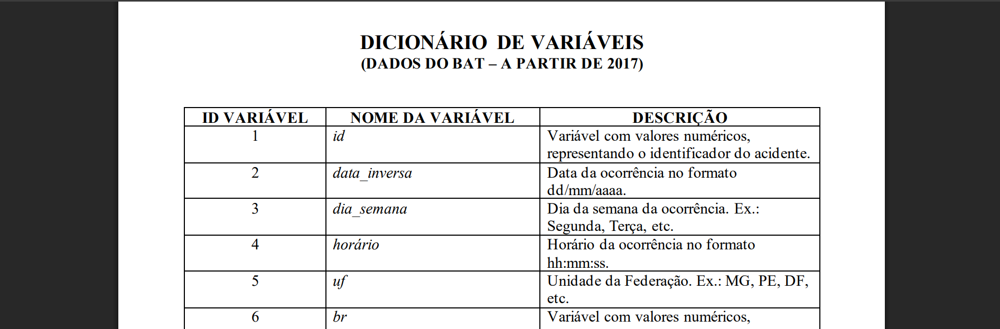 DICIONÁRIO DE VARIÁVEIS
(DADOS DO BAT – A PARTIR DE 2017)
ID VARIÁVEL NOME DA VARIÁVEL DESCRIÇÃO
1 id Variável com valores numéricos,
representando o identificador do acidente.
2 data_inversa Data da ocorrência no formato
dd/mm/aaaa.
3 dia_semana Dia da semana da ocorrência. Ex.:
Segunda, Terça, etc.
4 horário Horário da ocorrência no formato
hh:mm:ss.
5 uf Unidade da Federação. Ex.: MG, PE, DF,
etc.
6 br Variável com valores numéricos,